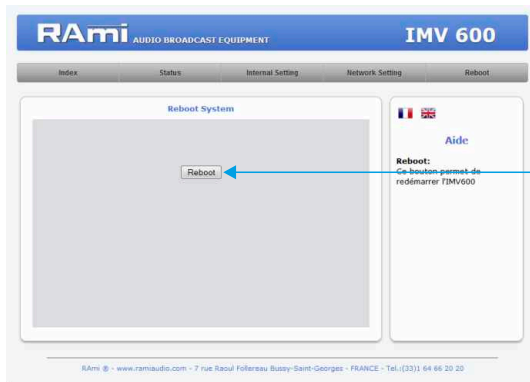 RAmi AUDIO BROADCAST EQUIPMENT IMV 600
Index Status Internal Setting Network Setting Reboot
Reboot System
Reboot
Aide
Reboot:
Ce bouton permet de
redémarrer l'IMV600
RAmi ® - www.ramiaudio.com - 7 rue Raoul Follereau Bussy-Saint-Georges - FRANCE - Tel.:(33)1 64 66 20 20